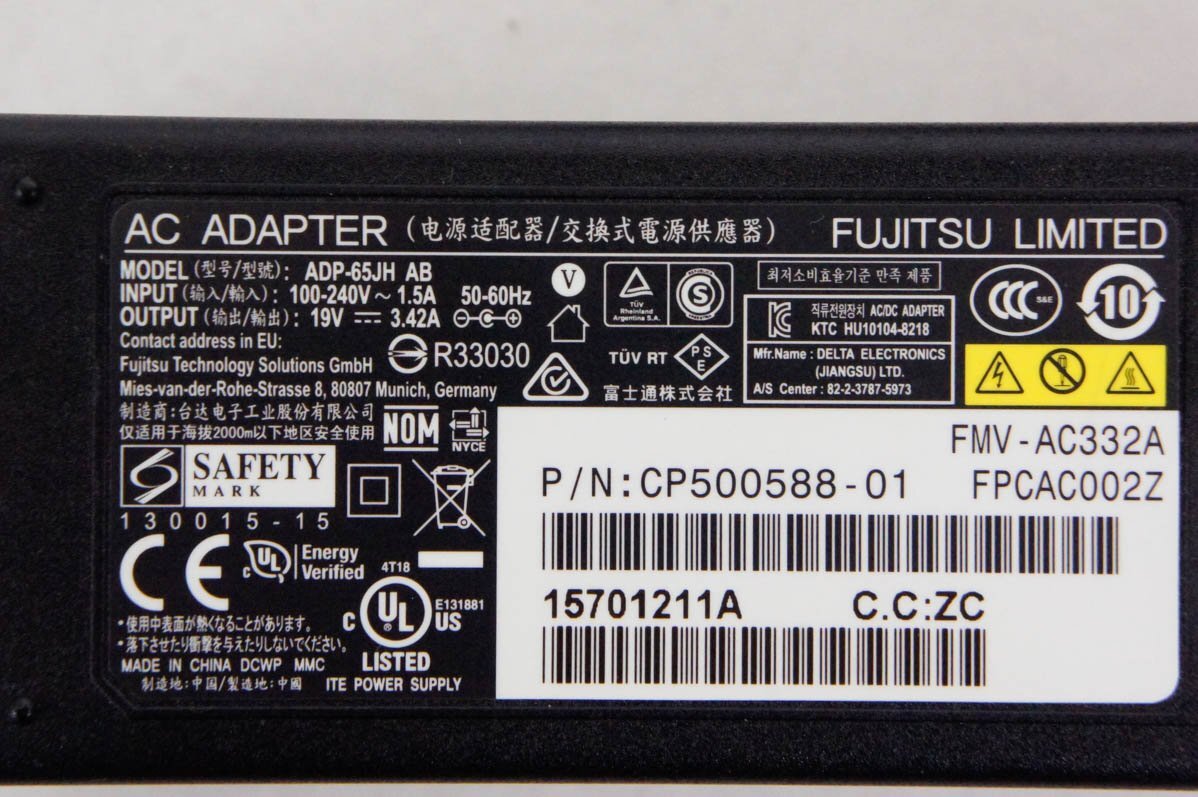 AC ADAPTER (电源适配器/交換式電源供應器) FUJITSU LIMITED
MODEL (型号/型號): ADP-65JH AB
INPUT (输入/輸入): 100-240V ~ 1.5A 50-60Hz
OUTPUT (输出/輸出): 19V ⎓ 3.42A
Contact address in EU:
Fujitsu Technology Solutions GmbH
Mies-van-der-Rohe-Strasse 8, 80807 Munich, Germany
R33030
制造商:台达电子工业股份有限公司
仅适用于海拔2000m以下地区安全使用
NOM
NYCE
V
TÜV
Rheinland
Argentina S.A.
S
TÜV RT
PS
E
富士通株式会社
최저소비효율기준 만족 제품
직류전원장치 AC/DC ADAPTER
KTC HU10104-8218
Mfr.Name : DELTA ELECTRONICS
(JIANGSU) LTD.
A/S Center : 82-2-3787-5973
CCC S&E
10
SAFETY
MARK
130015-15
CE
c UL Energy
Verified
4T18
C UL US
® E131881
LISTED
ITE POWER SUPPLY
・使用中表面が熱くなることがあります。
・落下させたり衝撃を与えたりしないでください。
MADE IN CHINA DCWP MMC
制造地:中国/製造地:中國
FMV-AC332A
P/N:CP500588-01 FPCAC002Z
15701211A C.C:ZC